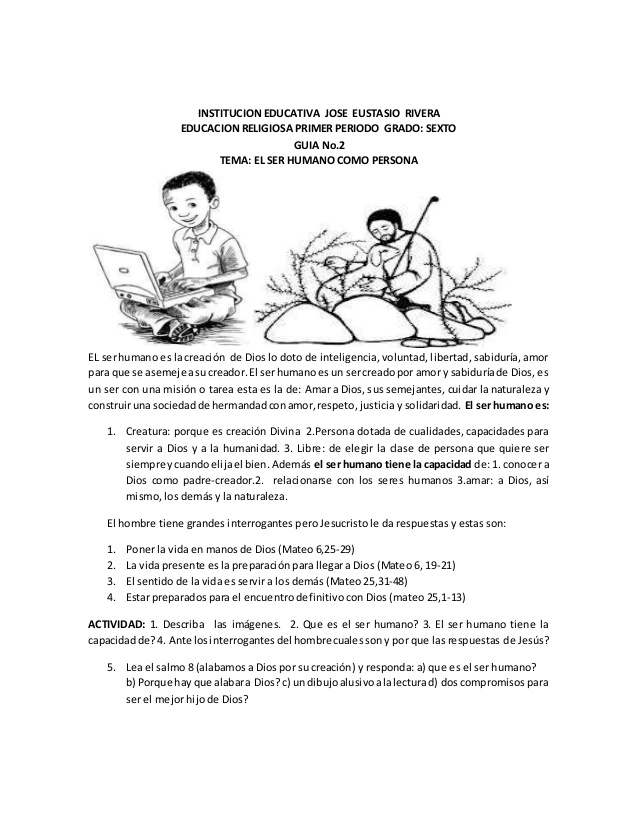 INSTITUCION EDUCATIVA JOSE EUSTASIO RIVERA
EDUCACION RELIGIOSA PRIMER PERIODO GRADO: SEXTO
GUIA No.2
TEMA: EL SER HUMANO COMO PERSONA
EL ser humano es la creación de Dios lo doto de inteligencia, voluntad, libertad, sabiduría, amor
para que se asemeje a su creador. El ser humano es un ser creado por amor y sabiduría de Dios, es
un ser con una misión o tarea esta es la de: Amar a Dios, sus semejantes, cuidar la naturaleza y
construir una sociedad de hermandad con amor, respeto, justicia y solidaridad. El ser humano es:
1. Creatura: porque es creación Divina 2.Persona dotada de cualidades, capacidades para
servir a Dios y a la humanidad. 3. Libre: de elegir la clase de persona que quiere ser
siempre y cuando elija el bien. Además el ser humano tiene la capacidad de: 1. conocer a
Dios como padre-creador.2. relacionarse con los seres humanos 3.amar: a Dios, así
mismo, los demás y la naturaleza.
El hombre tiene grandes interrogantes pero Jesucristo le da respuestas y estas son:
1. Poner la vida en manos de Dios (Mateo 6,25-29)
2. La vida presente es la preparación para llegar a Dios (Mateo 6, 19-21)
3. El sentido de la vida es servir a los demás (Mateo 25,31-48)
4. Estar preparados para el encuentro definitivo con Dios (mateo 25,1-13)
ACTIVIDAD: 1. Describa las imágenes. 2. Que es el ser humano? 3. El ser humano tiene la
capacidad de? 4. Ante los interrogantes del hombre cuales son y por que las respuestas de Jesús?
5. Lea el salmo 8 (alabamos a Dios por su creación) y responda: a) que es el ser humano?
b) Porque hay que alabar a Dios? c) un dibujo alusivo a la lectura d) dos compromisos para
ser el mejor hijo de Dios?